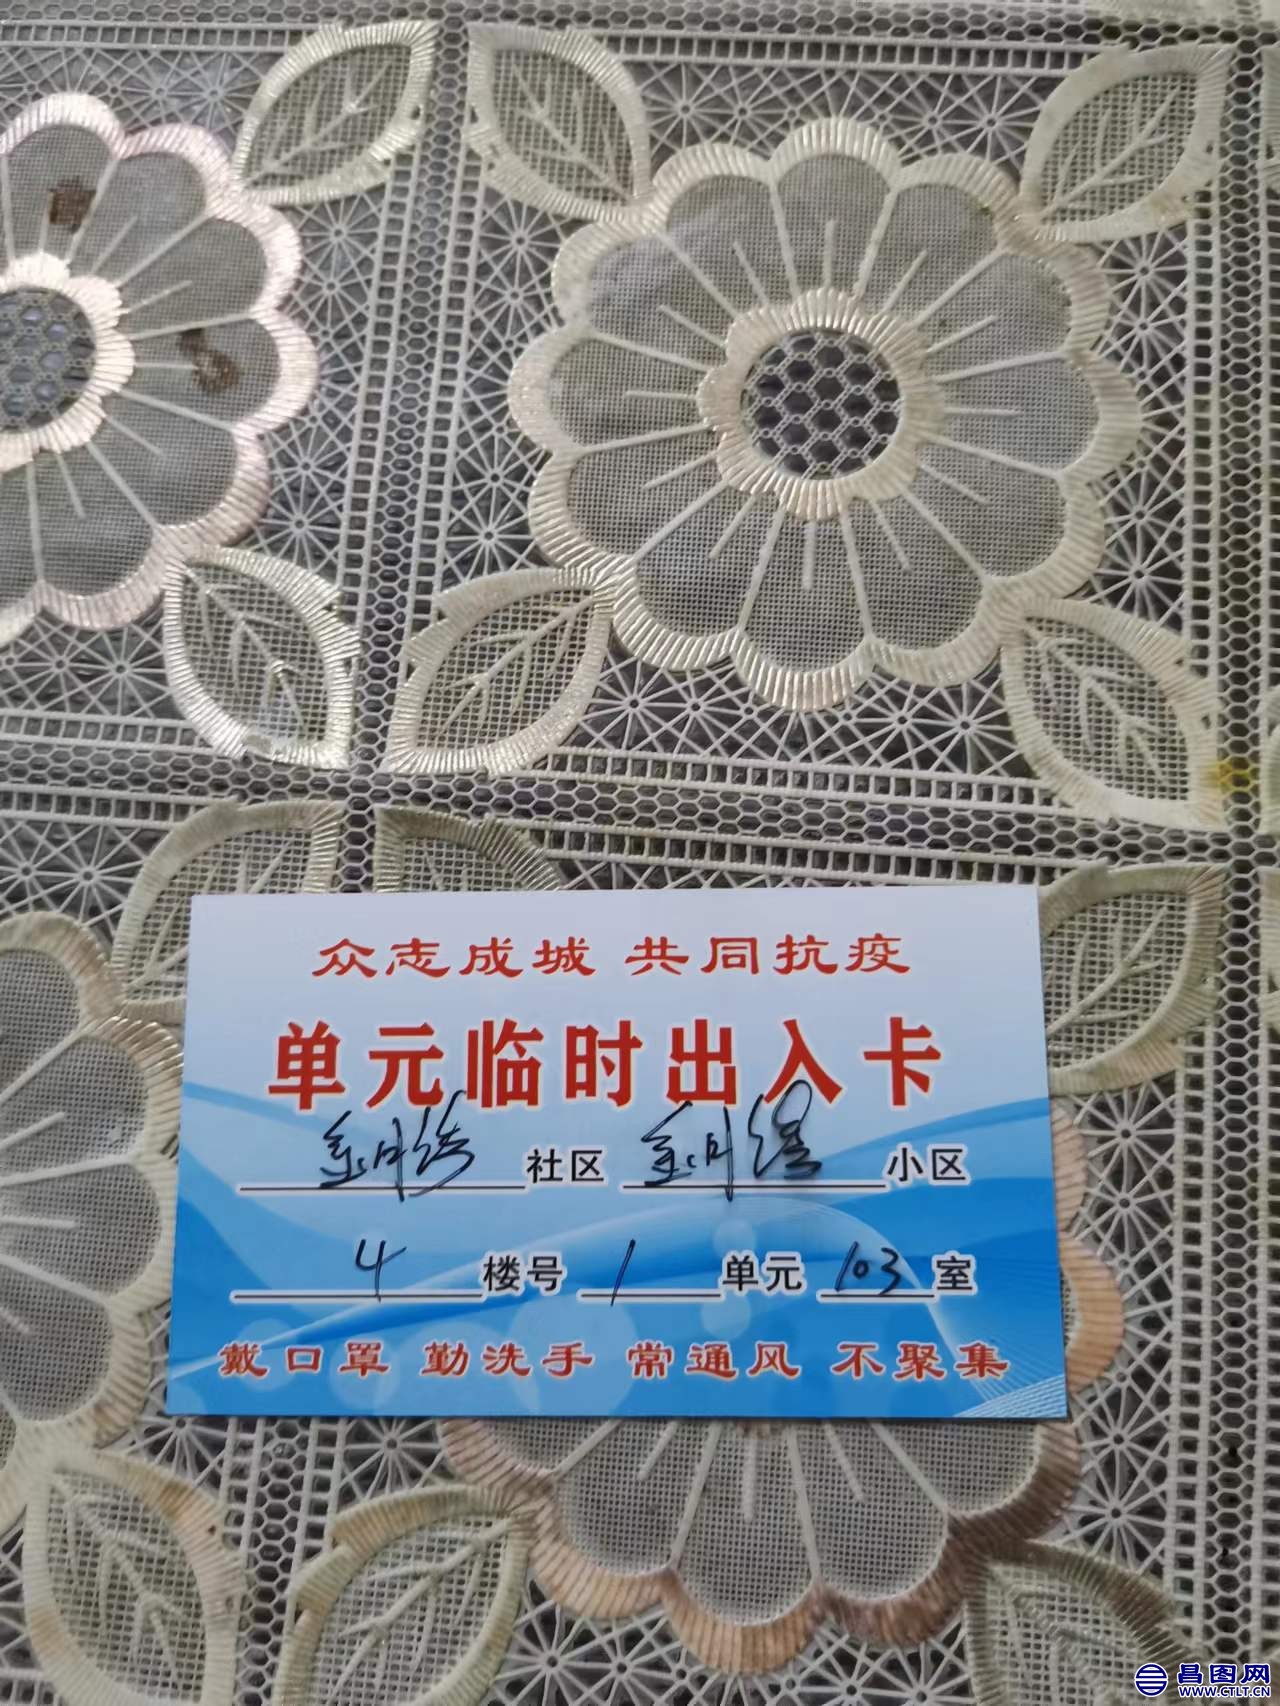 众志成城 共同抗疫
单元临时出入卡
社区 小区
4 楼号 1 单元 103 室
戴口罩 勤洗手 常通风 不聚集
昌图网
WWW.CTLT.CN